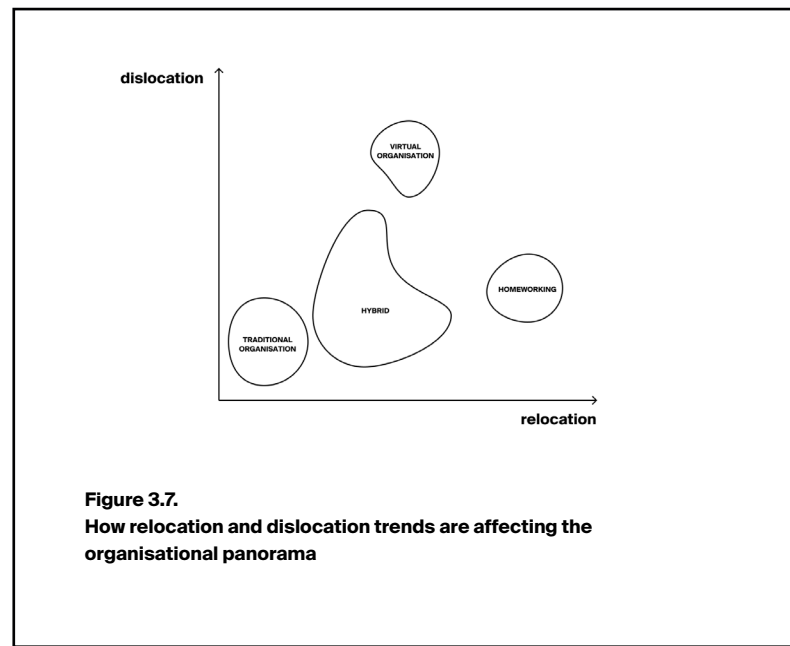 dislocation
VIRTUAL
ORGANISATION
HOMEWORKING
HYBRID
TRADITIONAL
ORGANISATION
relocation
Figure 3.7.
How relocation and dislocation trends are affecting the
organisational panorama